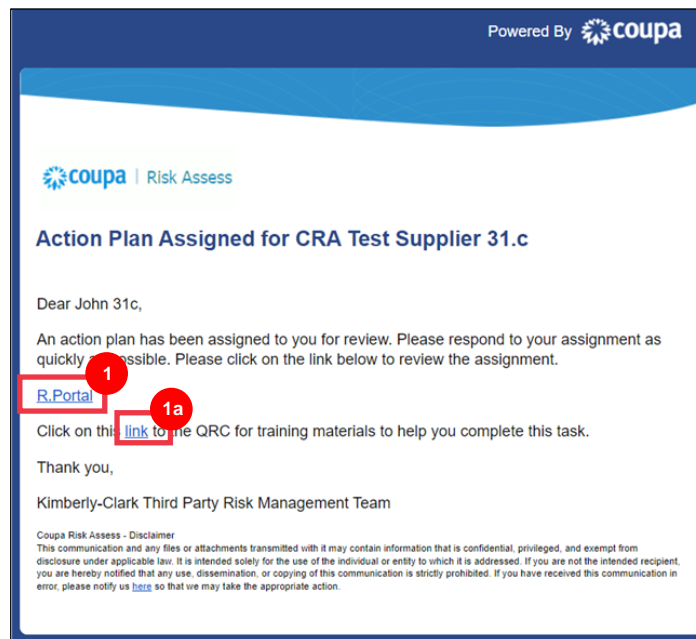 Powered By coupa
coupa | Risk Assess
Action Plan Assigned for CRA Test Supplier 31.c
Dear John 31c,
An action plan has been assigned to you for review. Please respond to your assignment as
quickly possible. Please click on the link below to review the assignment.
1
R.Portal
1a
Click on this link to the QRC for training materials to help you complete this task.
Thank you,
Kimberly-Clark Third Party Risk Management Team
Coupa Risk Assess - Disclaimer
This communication and any files or attachments transmitted with it may contain information that is confidential, privileged, and exempt from
disclosure under applicable law. It is intended solely for the use of the individual or entity to which it is addressed. If you are not the intended recipient,
you are hereby notified that any use, dissemination, or copying of this communication is strictly prohibited. If you have received this communication in
error, please notify us here so that we may take the appropriate action.